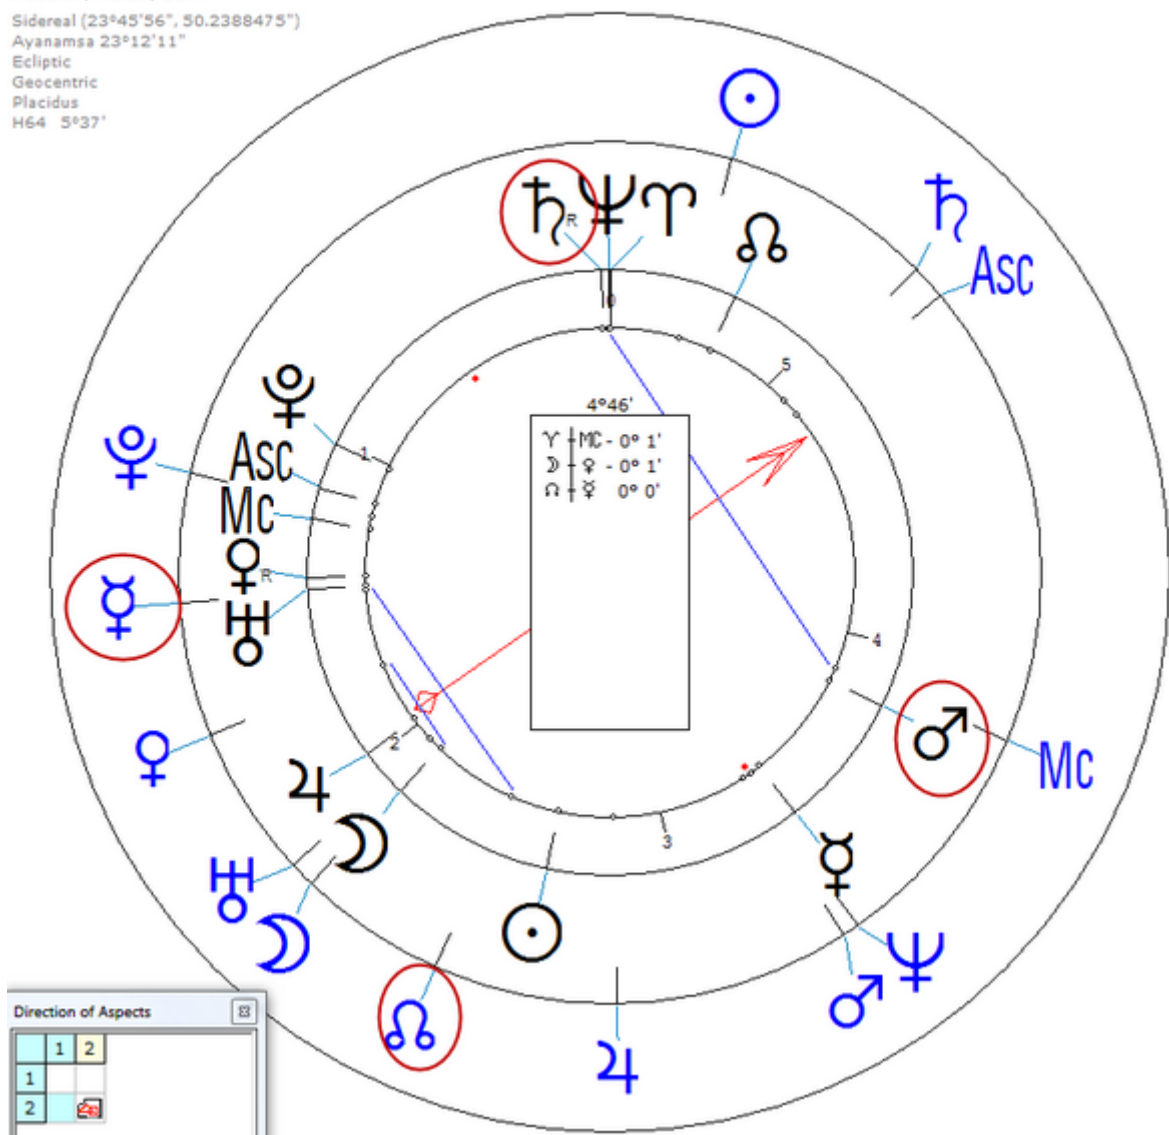 Sidereal (23°45'56", 50.2388475")
Ayanamsa 23°12'11"
Ecliptic
Geocentric
Placidus
H64 5°37'
☉
♄
Asc
♄R ♆ ♈
☊
0
5
4°46'
♈ MC - 0° 1'
☽ ♀ - 0° 1'
☊ ☿ 0° 0'
♇
1
Asc
♇
Mc
♀R
☿
♅
4
♂
Mc
♀
2
♃
☽
3
☿
♅
☽
☉
♆
♂
☊
♃
Direction of Aspects
1 2
1
2